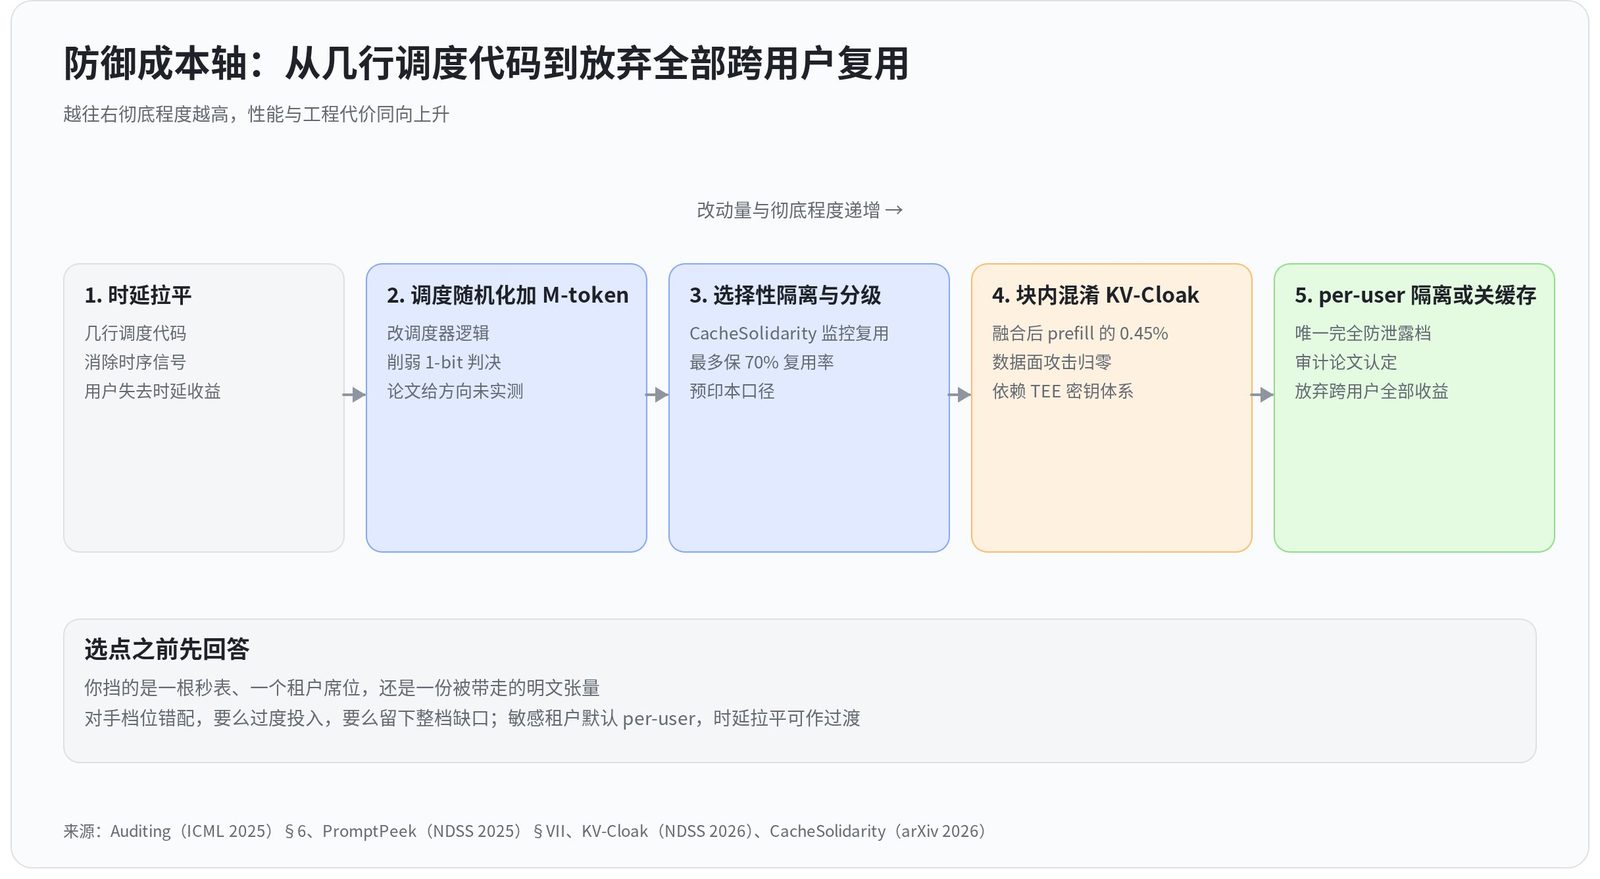 防御成本轴：从几行调度代码到放弃全部跨用户复用
越往右彻底程度越高，性能与工程代价同向上升
改动量与彻底程度递增 →
1. 时延拉平
几行调度代码
消除时序信号
用户失去时延收益
2. 调度随机化加 M-token
改调度器逻辑
削弱 1-bit 判决
论文给方向未实测
3. 选择性隔离与分级
CacheSolidarity 监控复用
最多保 70% 复用率
预印本口径
4. 块内混淆 KV-Cloak
融合后 prefill 的 0.45%
数据面攻击归零
依赖 TEE 密钥体系
5. per-user 隔离或关缓存
唯一完全防泄露档
审计论文认定
放弃跨用户全部收益
选点之前先回答
你挡的是一根秒表、一个租户席位，还是一份被带走的明文张量
对手档位错配，要么过度投入，要么留下整档缺口；敏感租户默认 per-user，时延拉平可作过渡
来源：Auditing（ICML 2025）§6、PromptPeek（NDSS 2025）§VII、KV-Cloak（NDSS 2026）、CacheSolidarity（arXiv 2026）